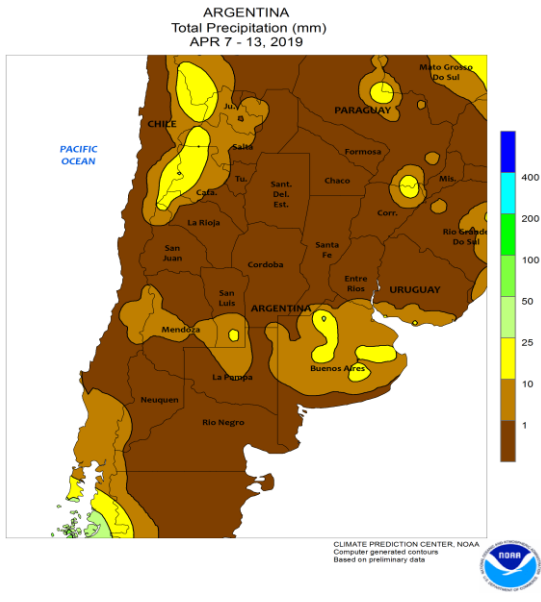 ARGENTINA
Total Precipitation (mm)
APR 7 - 13, 2019
Mato Grosso
Do Sul
Ju.
PARAGUAY
CHILE
PACIFIC
OCEAN
Salta
Formosa
Tu.
Chaco
Mis.
Cata.
Sant.
Del.
Est.
Corr.
La Rioja
Rio Grande
Do Sul
San
Juan
Santa
Fe
Cordoba
Entre
Rios
URUGUAY
San
Luis
ARGENTINA
Mendoza
Buenos Aires
La Pampa
Neuquen
Rio Negro
400
200
100
50
25
10
1
CLIMATE PREDICTION CENTER, NOAA
Computer generated contours
Based on preliminary data
NOAA